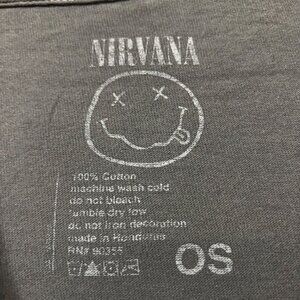 NIRVANA
100% Cotton
machine wash cold
do not bleach
tumble dry low
do not iron decoration
made in Honduras
RN# 90355
OS